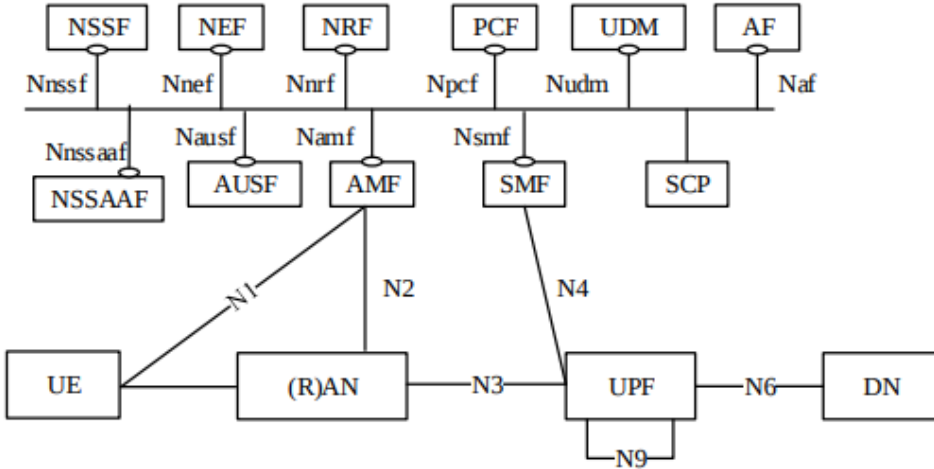 NSSF NEF NRF PCF UDM AF
Nnssf Nnef Nnrf Npcf Nudm Naf
Nnssaaf Nausf Namf Nsmf
NSSAAF AUSF AMF SMF SCP
N1 N2 N4
UE (R)AN N3 UPF N6 DN
N9